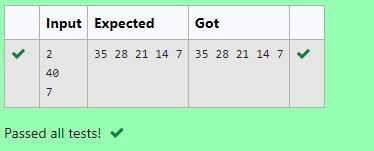 Input Expected Got
2 35 28 21 14 7 35 28 21 14 7
40
7
Passed all tests!